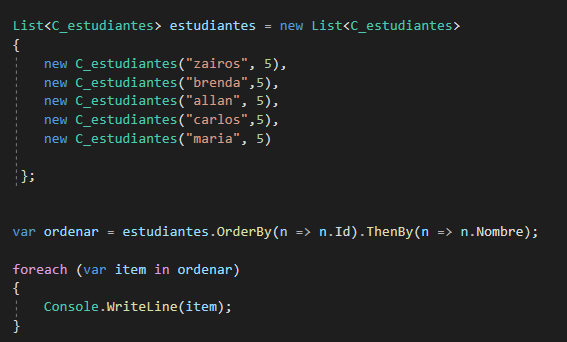 List<C_estudiantes> estudiantes = new List<C_estudiantes>
{
new C_estudiantes("zairos", 5),
new C_estudiantes("brenda",5),
new C_estudiantes("allan", 5),
new C_estudiantes("carlos",5),
new C_estudiantes("maria", 5)
};
var ordenar = estudiantes.OrderBy(n => n.Id).ThenBy(n => n.Nombre);
foreach (var item in ordenar)
{
Console.WriteLine(item);
}